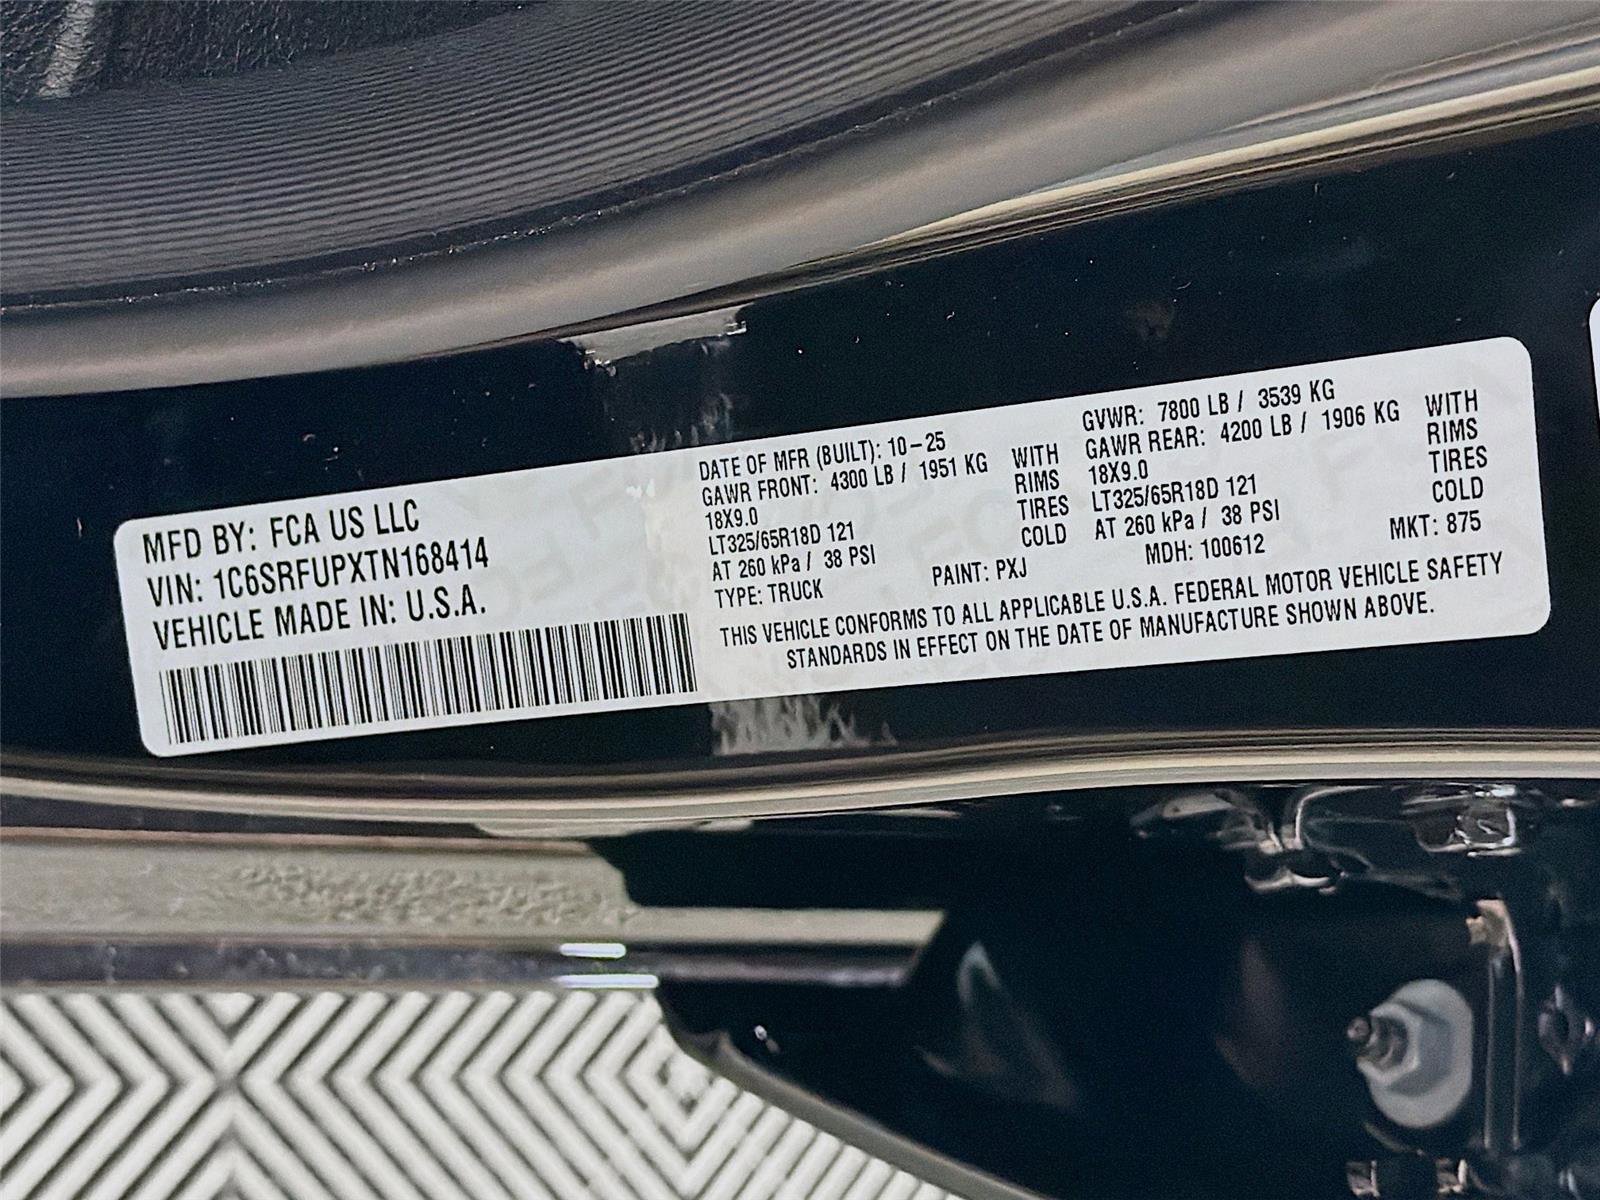 MFD BY: FCA US LLC
VIN: 1C6SRFUPXTN168414
VEHICLE MADE IN: U.S.A.
DATE OF MFR (BUILT): 10-25
GAWR FRONT: 4300 LB / 1951 KG WITH
18X9.0 RIMS
LT325/65R18D 121 TIRES
AT 260 kPa / 38 PSI COLD
TYPE: TRUCK PAINT: PXJ
GVWR: 7800 LB / 3539 KG
GAWR REAR: 4200 LB / 1906 KG WITH
18X9.0 RIMS
LT325/65R18D 121 TIRES
AT 260 kPa / 38 PSI COLD
MDH: 100612 MKT: 875
THIS VEHICLE CONFORMS TO ALL APPLICABLE U.S.A. FEDERAL MOTOR VEHICLE SAFETY
STANDARDS IN EFFECT ON THE DATE OF MANUFACTURE SHOWN ABOVE.